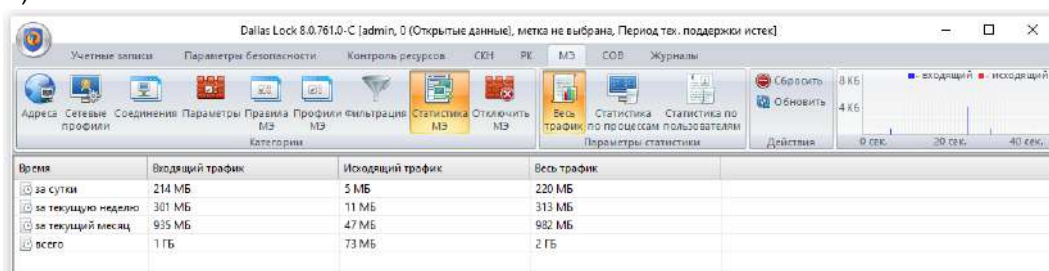 Dallas Lock 8.0.761.0-C [admin, 0 (Открытые данные), метка не выбрана, Период тех. поддержки истек]
Учетные записи Параметры безопасности Контроль ресурсов СКН РК МЭ СОВ Журналы
Адреса Сетевые профили Соединения Параметры Правила МЭ Профили МЭ Фильтрация Статистика МЭ Отключить МЭ
Категории
Весь трафик Статистика по процессам Статистика по пользователям
Параметры статистики
Сбросить
Обновить
Действия
8 КБ
4 КБ
- входящий - исходящий
0 сек. 20 сек. 40 сек.
Время Входящий трафик Исходящий трафик Весь трафик
за сутки 214 МБ 5 МБ 220 МБ
за текущую неделю 301 МБ 11 МБ 313 МБ
за текущий месяц 935 МБ 47 МБ 982 МБ
всего 1 ГБ 73 МБ 2 ГБ